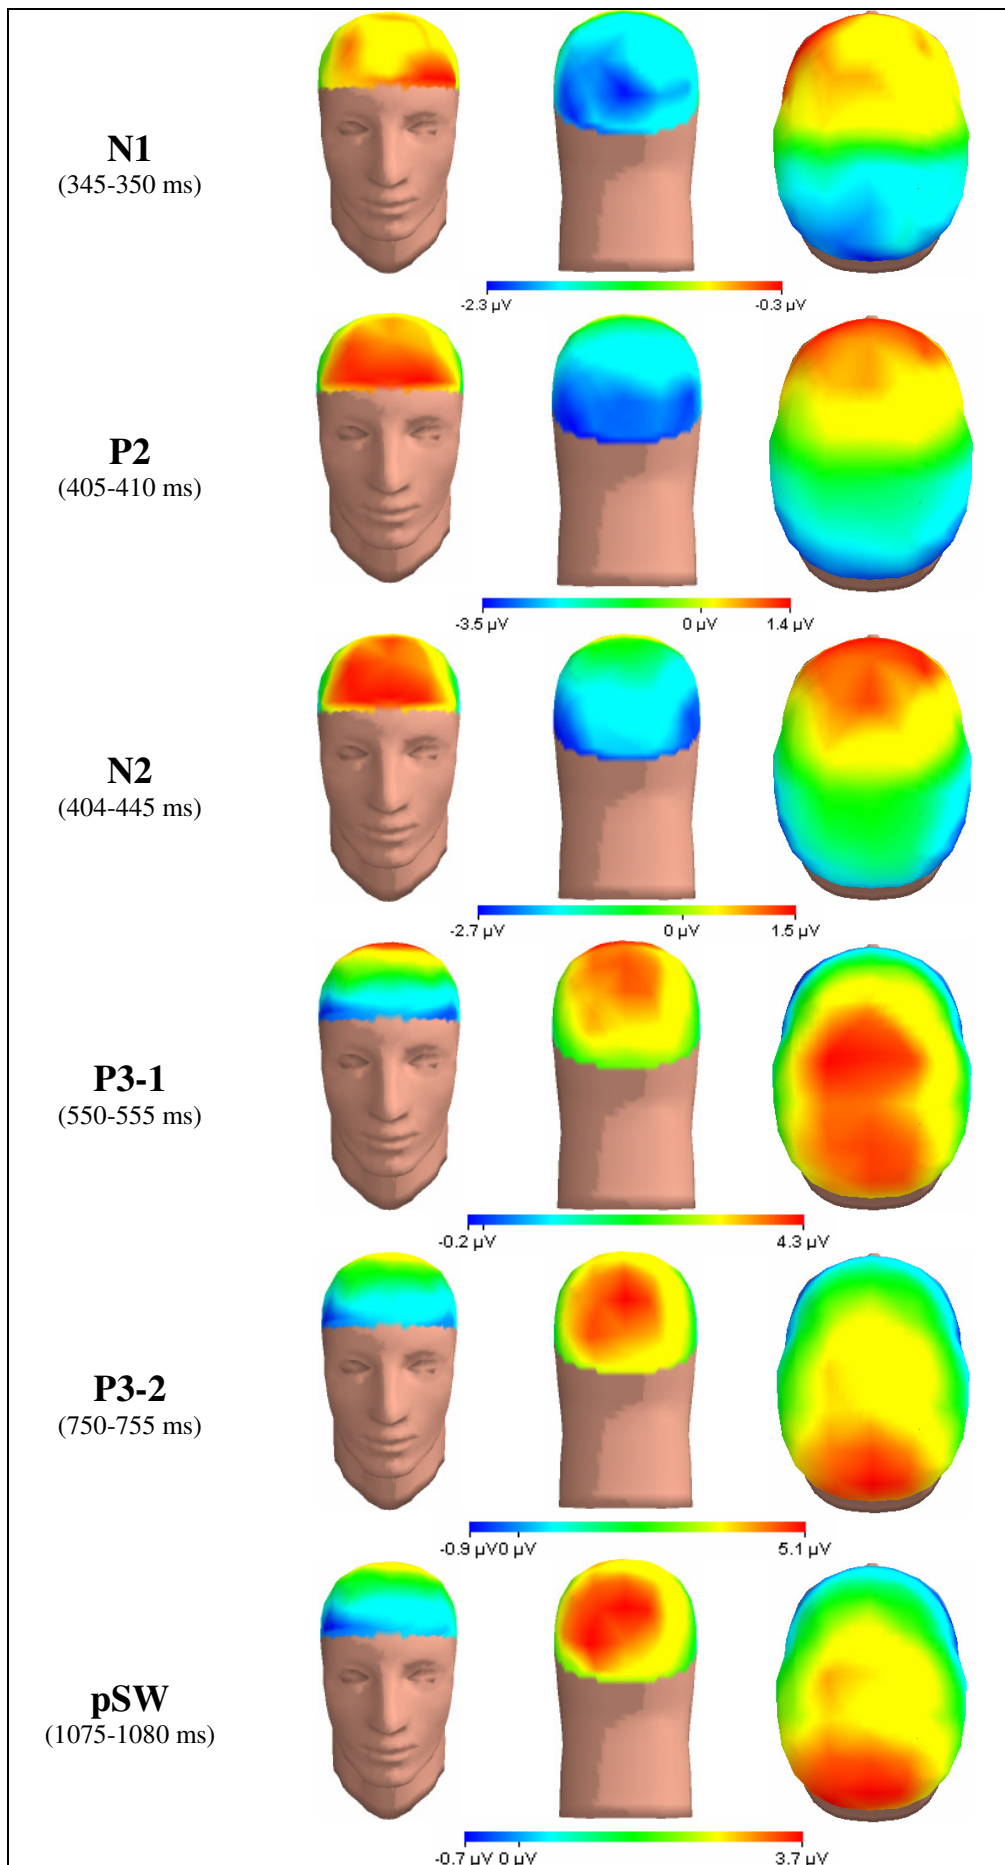 N1
(345-350 ms)
-2.3 µV -0.3 µV
P2
(405-410 ms)
-3.5 µV 0 µV 1.4 µV
N2
(404-445 ms)
-2.7 µV 0 µV 1.5 µV
P3-1
(550-555 ms)
-0.2 µV 4.3 µV
P3-2
(750-755 ms)
-0.9 µV 0 µV 5.1 µV
pSW
(1075-1080 ms)
-0.7 µV 0 µV 3.7 µV